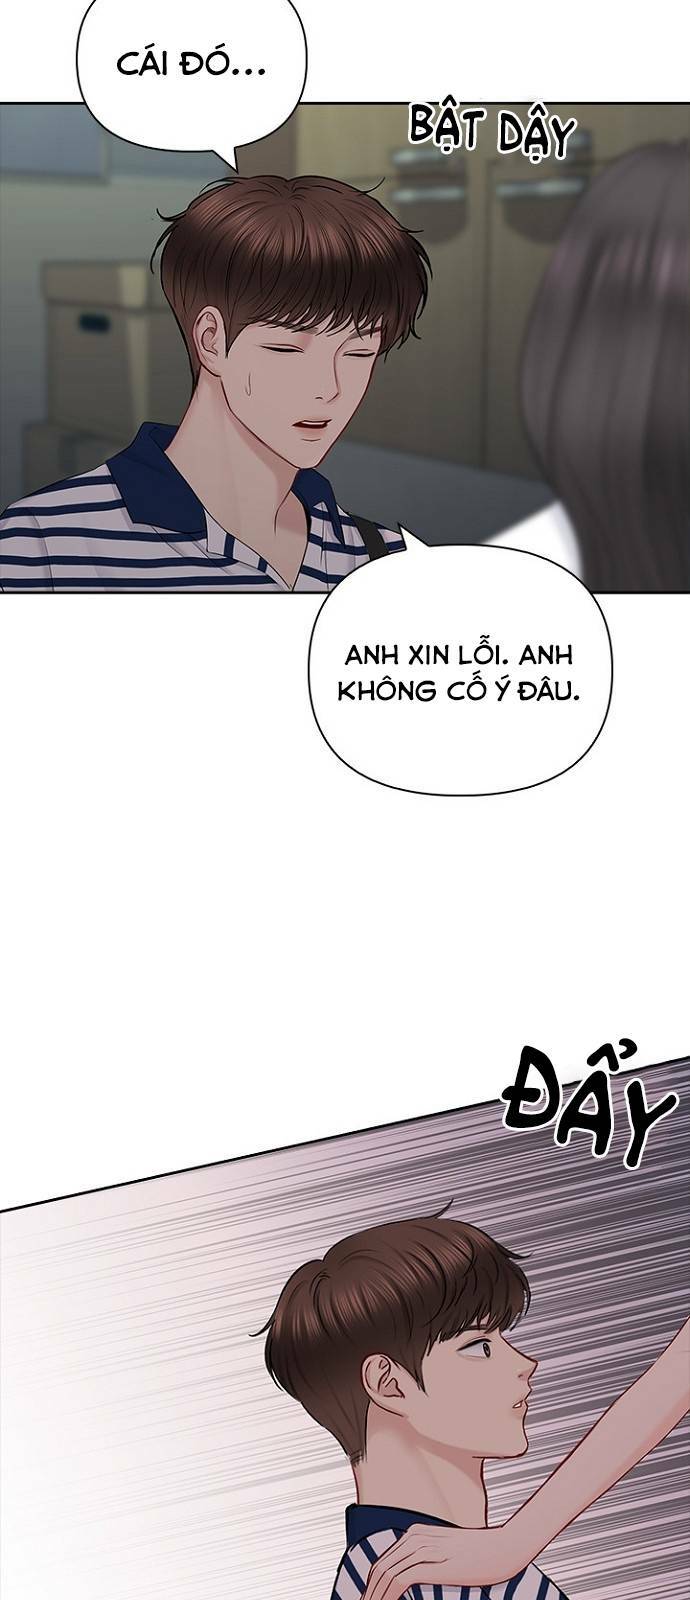 CÁI ĐÓ...
BẬT DẬY
ANH XIN LỖI. ANH
KHÔNG CỐ Ý ĐÂU.
ĐẨY